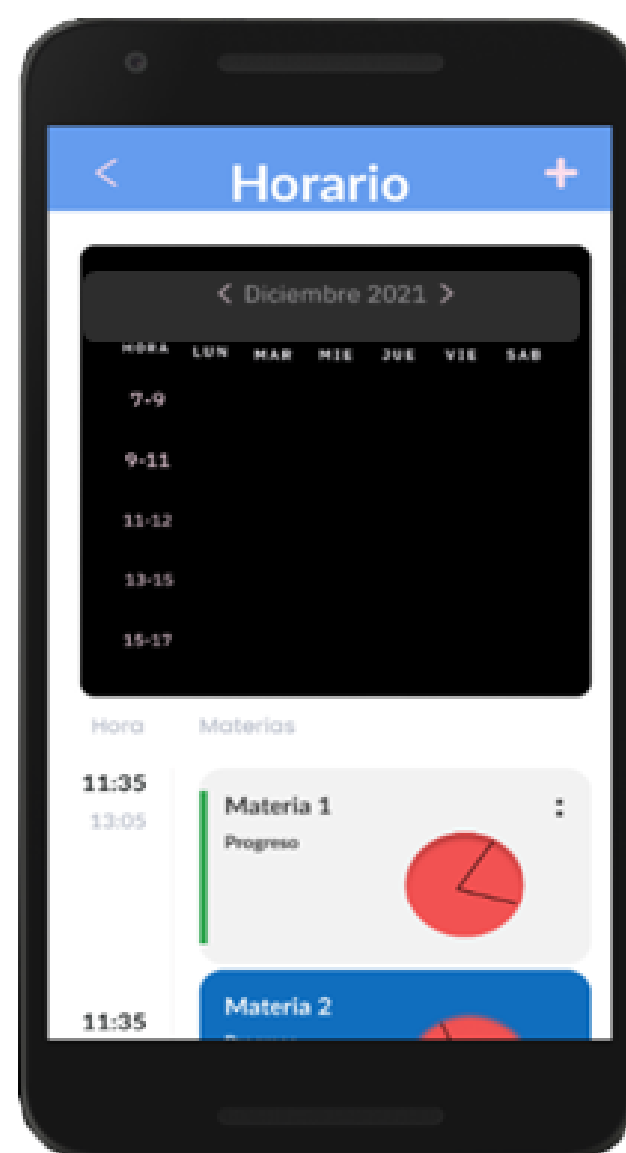 Horario
Diciembre 2021
HORA LUN MAR MIE JUE VIE SAB
7-9
9-11
11-12
13-15
15-17
Hora Materias
11:35
13:05
Materia 1
Progreso
11:35
Materia 2